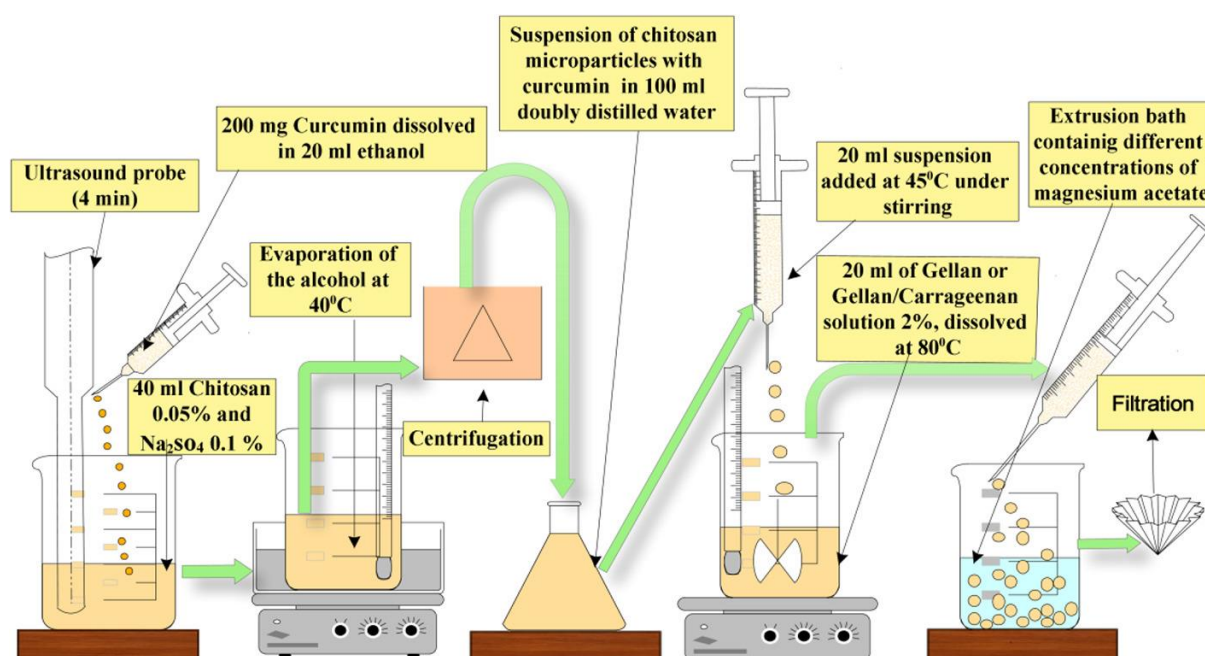 Ultrasound probe
(4 min)
200 mg Curcumin dissolved
in 20 ml ethanol
40 ml Chitosan
0.05% and
Na₂so₄ 0.1 %
Evaporation of
the alcohol at
40⁰C
Centrifugation
Suspension of chitosan
microparticles with
curcumin in 100 ml
doubly distilled water
20 ml suspension
added at 45⁰C under
stirring
20 ml of Gellan or
Gellan/Carrageenan
solution 2%, dissolved
at 80⁰C
Extrusion bath
containig different
concentrations of
magnesium acetate
Filtration